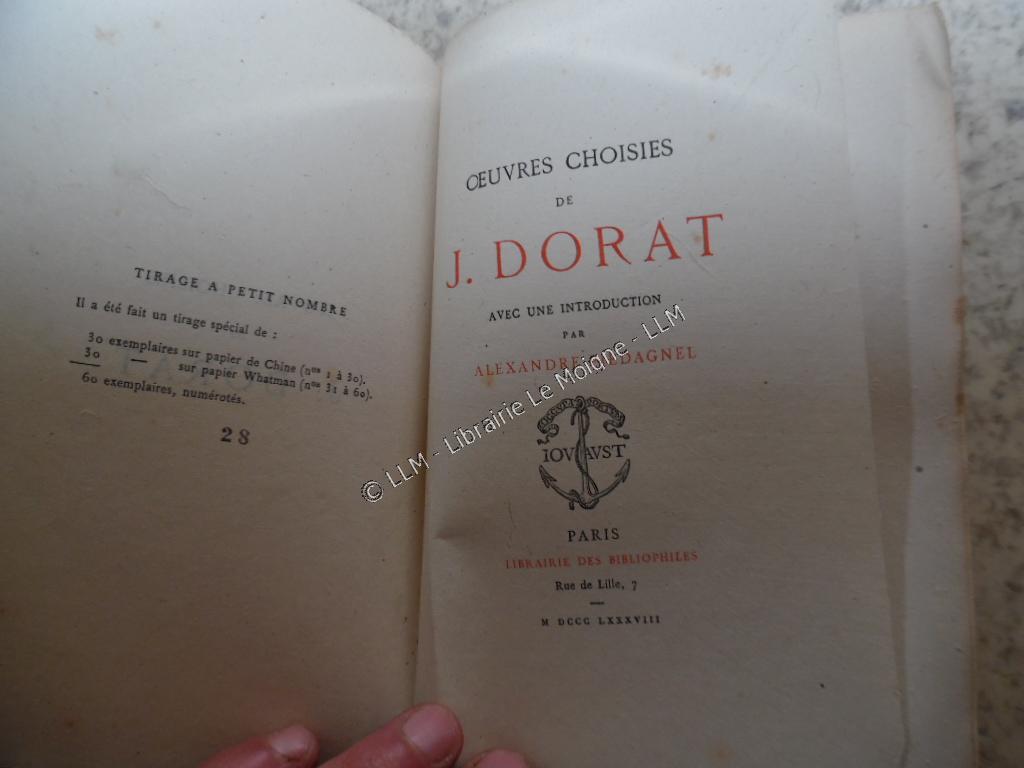 TIRAGE A PETIT NOMBRE
Il a été fait un tirage spécial de :
30 exemplaires sur papier de Chine (nᵒˢ 1 à 30).
30 — sur papier Whatman (nᵒˢ 31 à 60).
60 exemplaires, numérotés.
28
ŒUVRES CHOISIES
DE
J. DORAT
AVEC UNE INTRODUCTION
PAR
ALEXANDRE
IOVAVST
PARIS
LIBRAIRIE DES BIBLIOPHILES
Rue de Lille, 7
—
M DCCC LXXXVIII
© LLM - Librairie Le Moigne - LLM